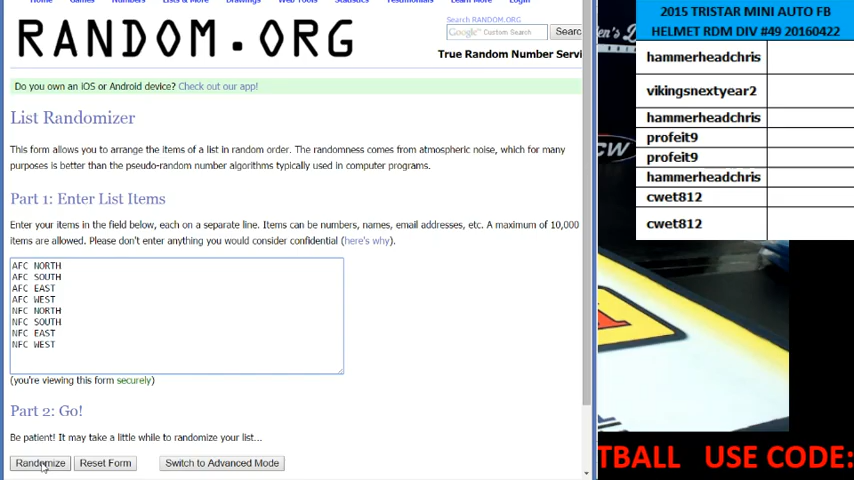 Home Games Numbers Lists & More Drawings Web Tools Statistics Testimonials Learn More Login
RANDOM.ORG
Search RANDOM.ORG
Google Custom Search
True Random Number Servi
Do you own an iOS or Android device? Check out our app!
List Randomizer
This form allows you to arrange the items of a list in random order. The randomness comes from atmospheric noise, which for many
purposes is better than the pseudo-random number algorithms typically used in computer programs.
Part 1: Enter List Items
Enter your items in the field below, each on a separate line. Items can be numbers, names, email addresses, etc. A maximum of 10,000
items are allowed. Please don't enter anything you would consider confidential (here's why).
AFC NORTH
AFC SOUTH
AFC EAST
AFC WEST
NFC NORTH
NFC SOUTH
NFC EAST
NFC WEST
(you're viewing this form securely)
Part 2: Go!
Be patient! It may take a little while to randomize your list...
Randomize Reset Form Switch to Advanced Mode
2015 TRISTAR MINI AUTO FB
HELMET RDM DIV #49 20160422
hammerheadchris
vikingsnextyear2
hammerheadchris
profeit9
profeit9
hammerheadchris
cwet812
cwet812
CW
TBALL USE CODE: